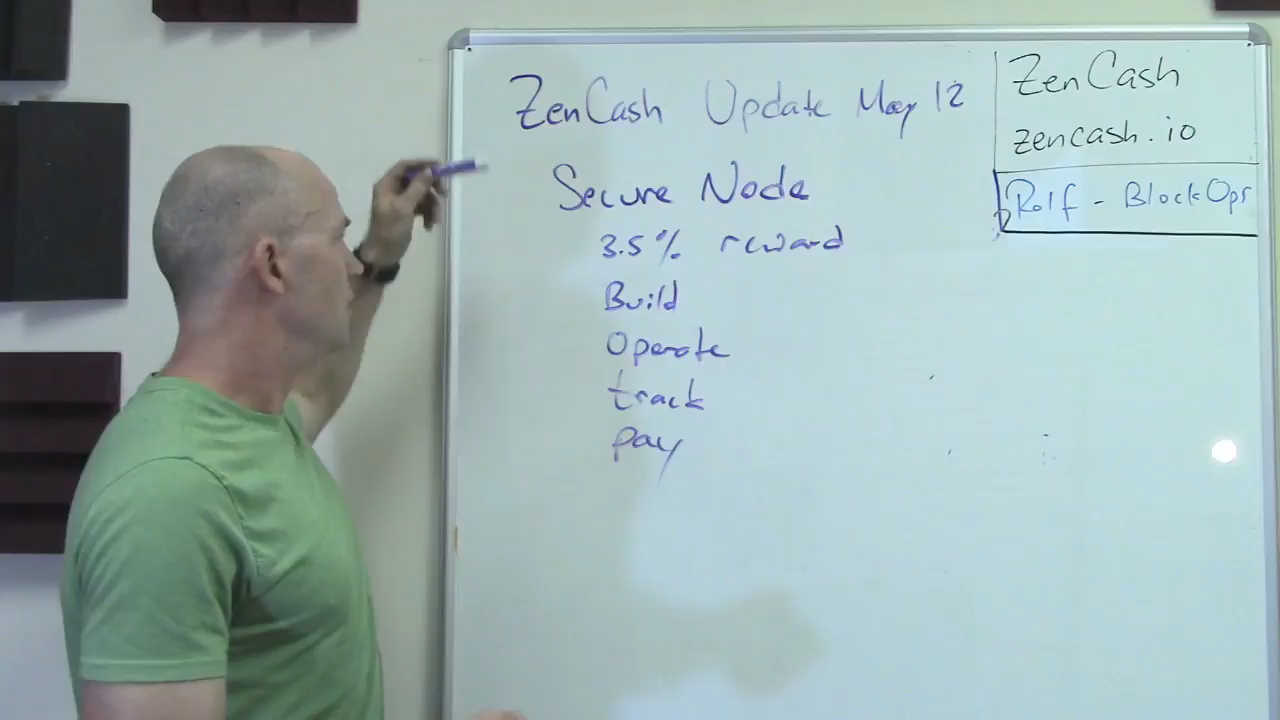 ZenCash Update May 12
Secure Node
3.5% reward
Build
Operate
track
pay
ZenCash
zencash.io
Rolf - BlockOps